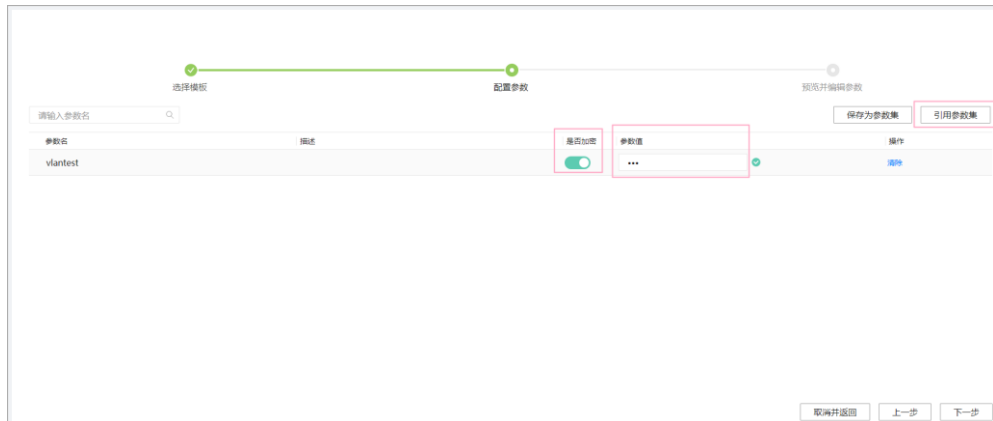 选择模板
配置参数
预览并编辑参数
请输入参数名
保存为参数集
引用参数集
参数名 描述 是否加密 参数值 操作
vlantest ••• 清除
取消并返回 上一步 下一步